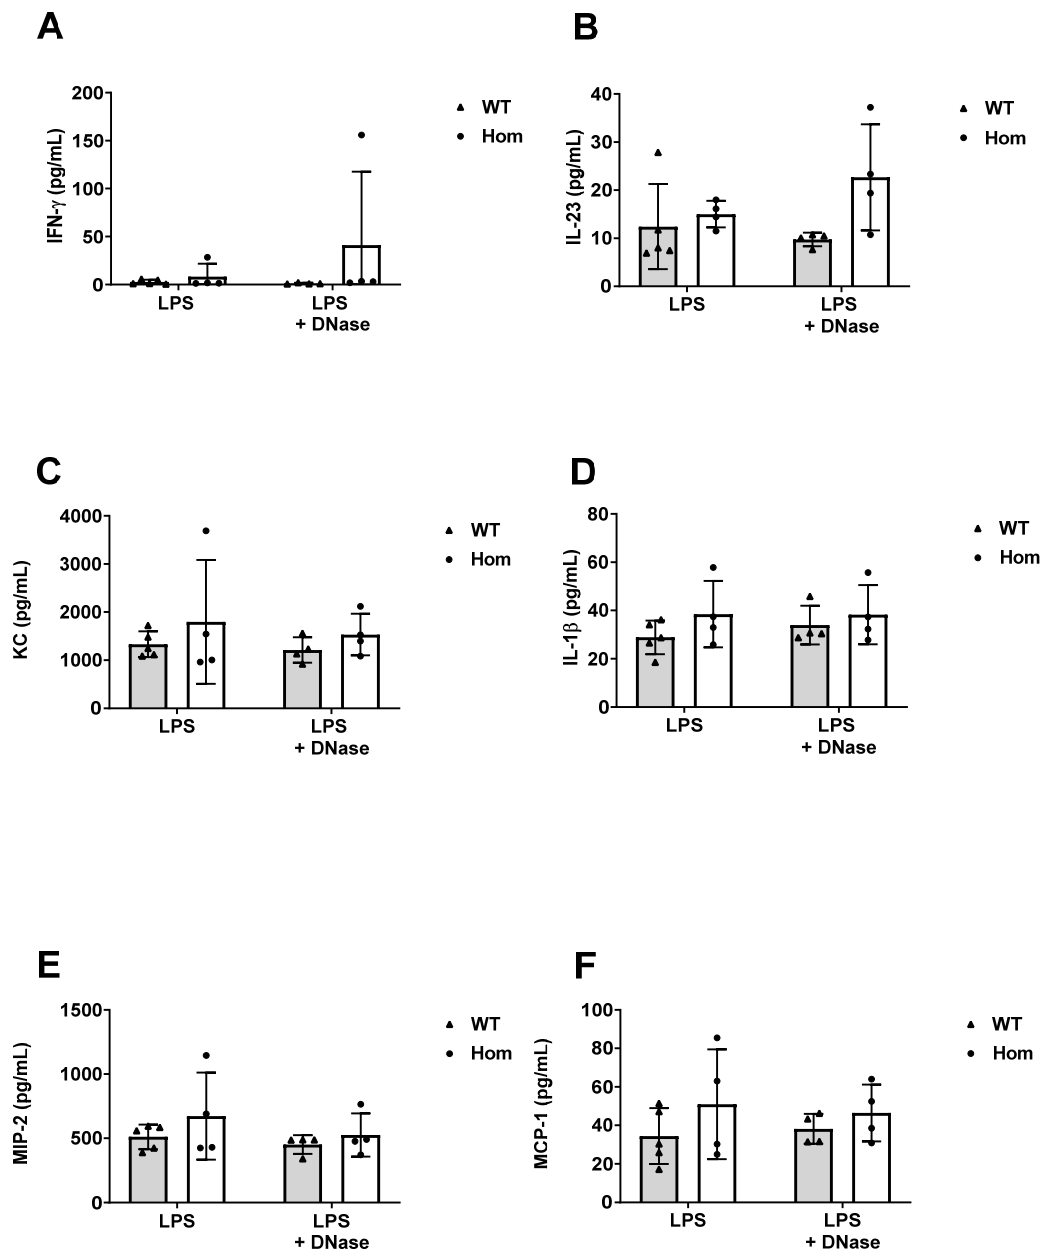 A
IFN-γ (pg/mL)
200
150
100
50
0
LPS
LPS
+ DNase
WT
Hom
B
IL-23 (pg/mL)
40
30
20
10
0
LPS
LPS
+ DNase
WT
Hom
C
KC (pg/mL)
4000
3000
2000
1000
0
LPS
LPS
+ DNase
WT
Hom
D
IL-1β (pg/mL)
80
60
40
20
0
LPS
LPS
+ DNase
WT
Hom
E
MIP-2 (pg/mL)
1500
1000
500
0
LPS
LPS
+ DNase
WT
Hom
F
MCP-1 (pg/mL)
100
80
60
40
20
0
LPS
LPS
+ DNase
WT
Hom